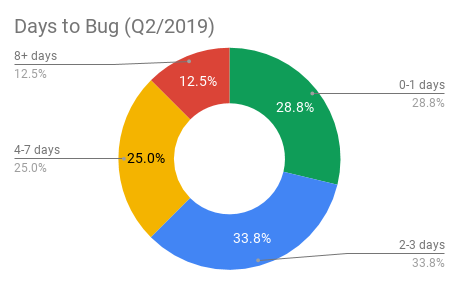 Days to Bug (Q2/2019)
8+ days
12.5%
12.5%
0-1 days
28.8%
28.8%
4-7 days
25.0%
25.0%
33.8%
2-3 days
33.8%